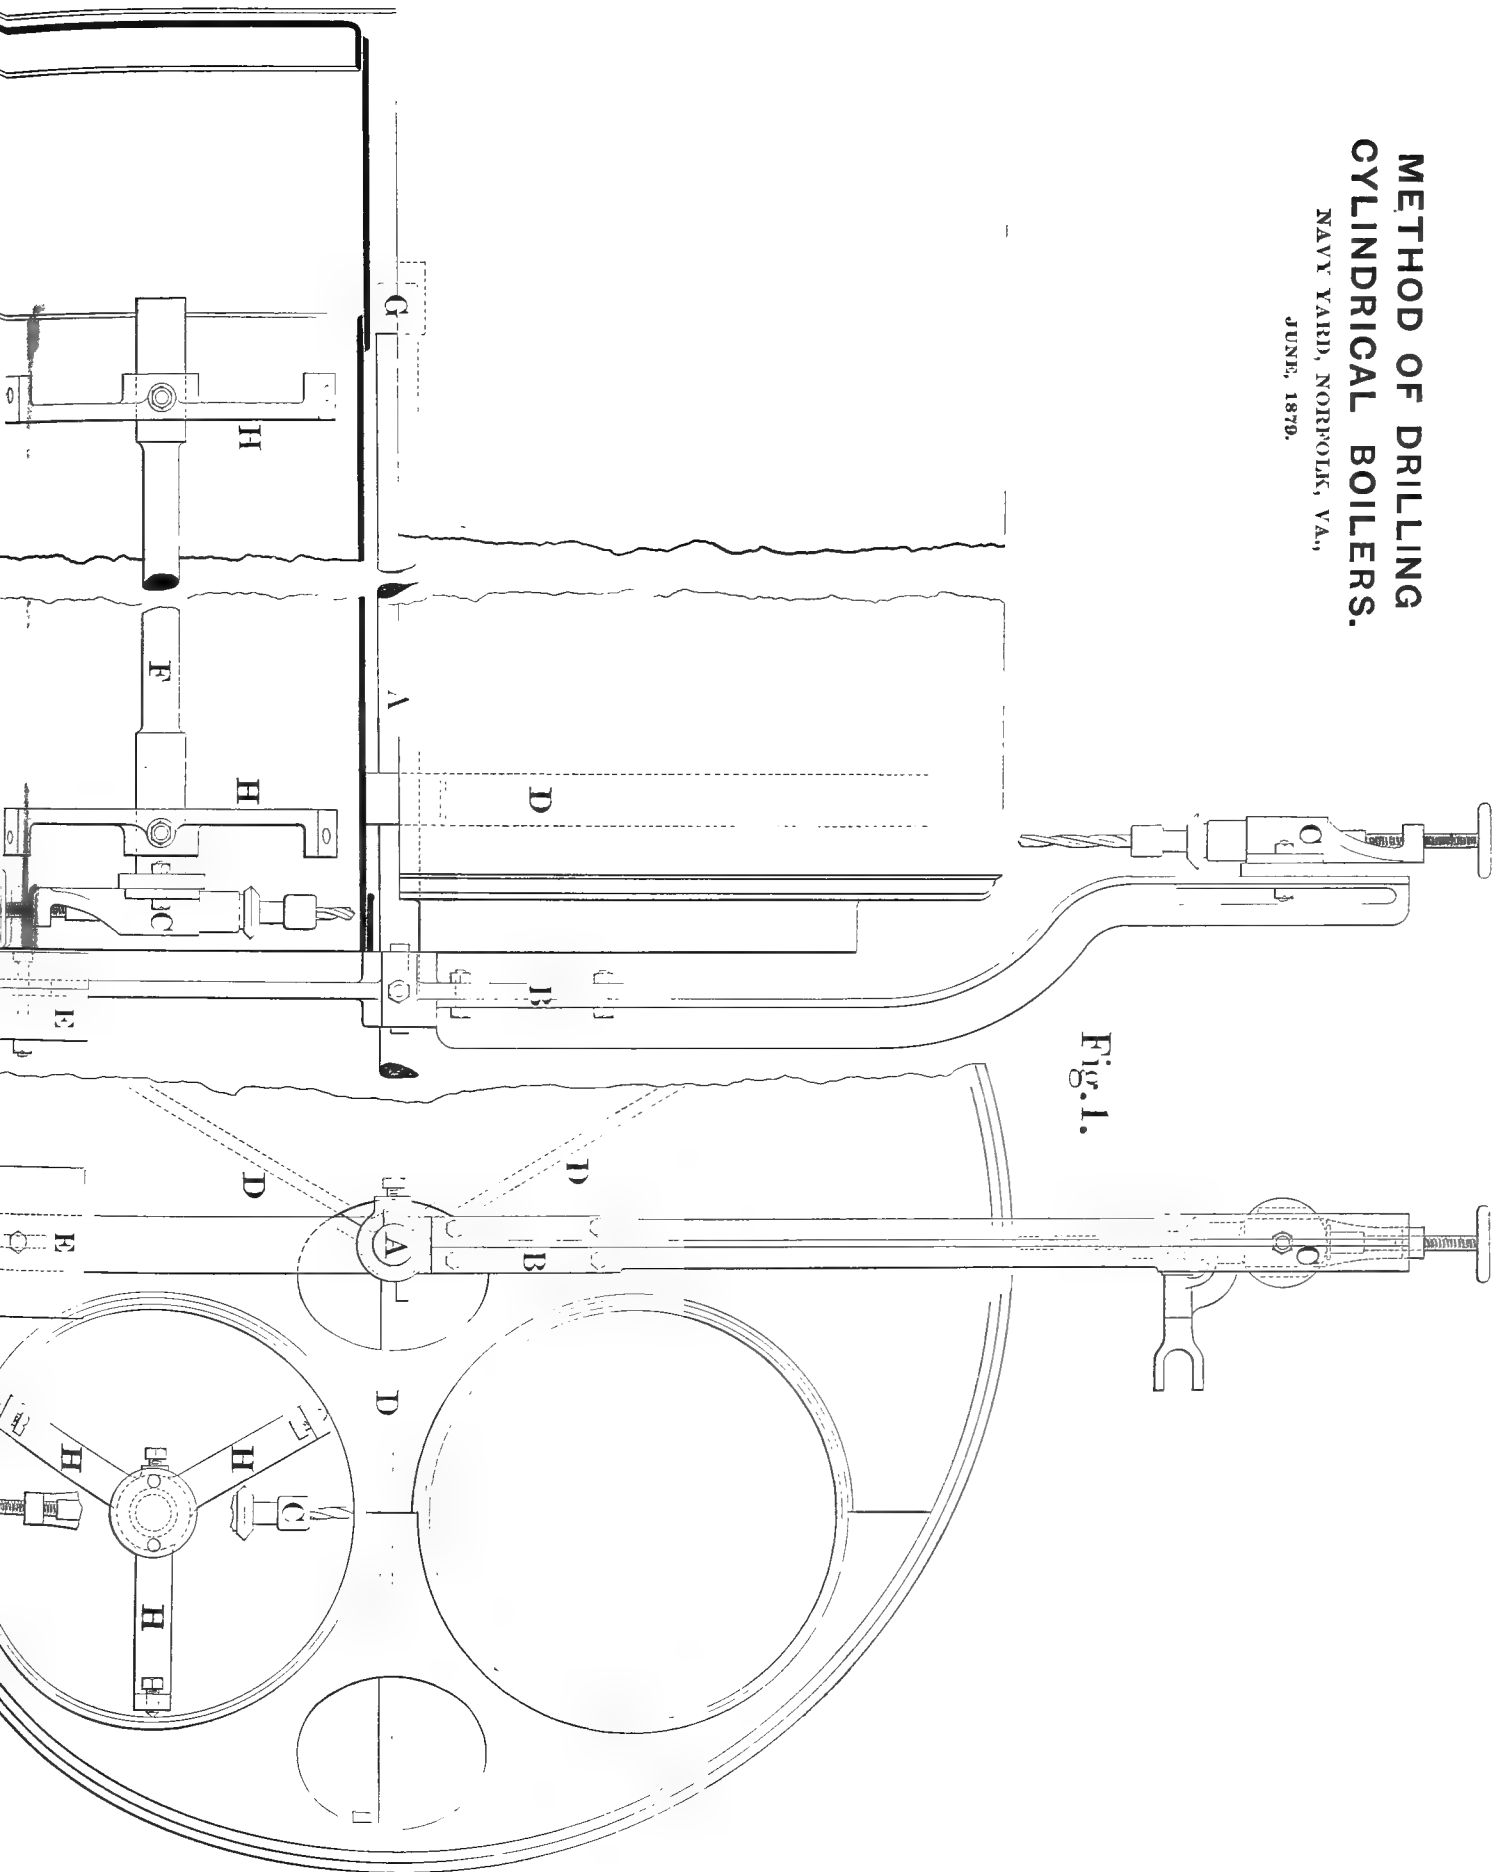 METHOD OF DRILLING
CYLINDRICAL BOILERS.
NAVY YARD, NORFOLK, VA.,
JUNE, 1879.
Fig. 1.
C
C
D
B
D
B
G
A
D
A
D
H
H
D
H
C
F
C
H
H
E
E
H